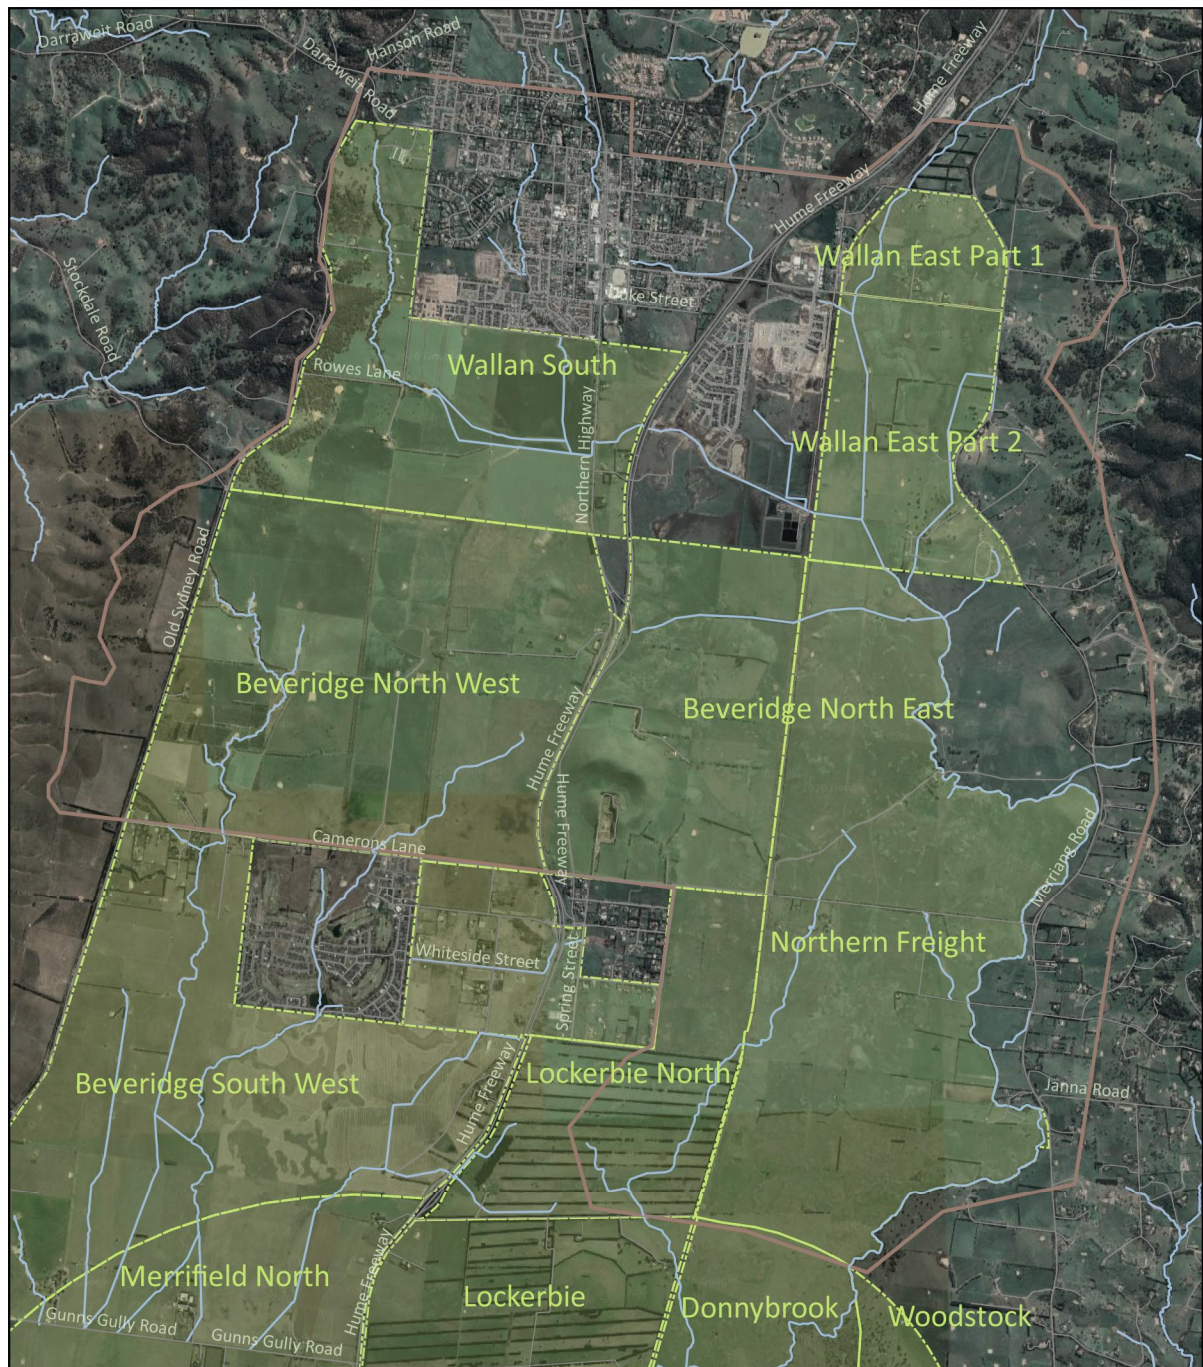 Darraweit Road
Hanson Road
Darraweit Road
Hume Freeway
Hume Freeway
Stockdale Road
Wallan East Part 1
Duke Street
Rowes Lane
Wallan South
Northern Highway
Wallan East Part 2
Old Sydney Road
Beveridge North West
Beveridge North East
Hume Freeway
Hume Freeway
Camerons Lane
Merriang Road
Whiteside Street
Spring Street
Northern Freight
Beveridge South West
Hume Freeway
Lockerbie North
Janna Road
Merrifield North
Lockerbie
Donnybrook
Woodstock
Hume Freeway
Gunns Gully Road
Gunns Gully Road